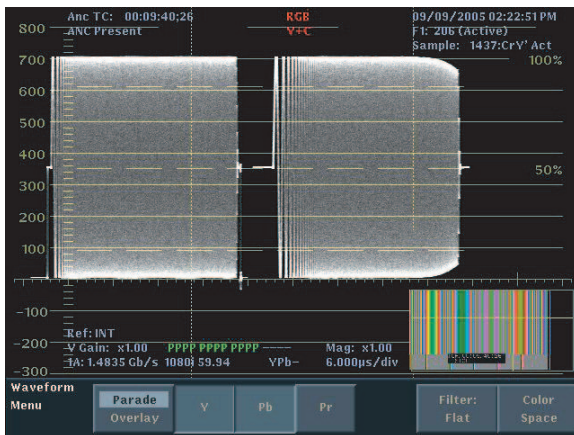 Anc TC: 00:09:40;26
ANC Present
RGB
Y+C
09/09/2005 02:22:51 PM
F1: 206 (Active)
Sample: 1437:CrY' Act
800
700
600
500
400
300
200
100
0
-100
-200
-300
100%
50%
Ref: INT
Y Gain: x1.00
PPPP PPPP PPPP ----
Mag: x1.00
1A: 1.4835 Gb/s 1080i 59.94
YPb-
6.000µs/div
Waveform
Menu
Parade
Overlay
Y
Pb
Pr
Filter:
Flat
Color
Space